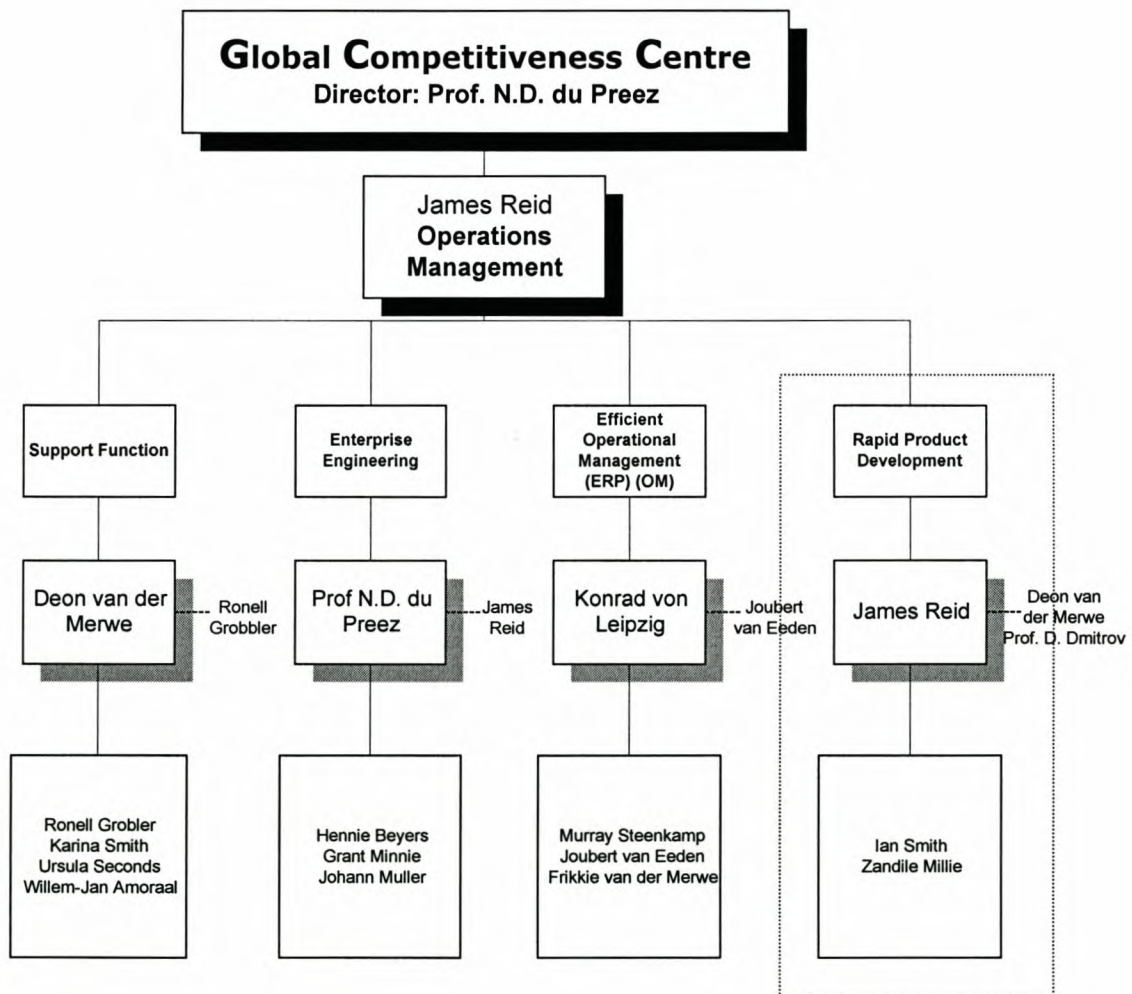 Global Competitiveness Centre
Director: Prof. N.D. du Preez
James Reid
Operations
Management
Support Function
Enterprise
Engineering
Efficient
Operational
Management
(ERP) (OM)
Rapid Product
Development
Deon van der
Merwe
Ronell
Grobbler
Prof N.D. du
Preez
James
Reid
Konrad von
Leipzig
Joubert
van Eeden
James Reid
Deon van
der Merwe
Prof. D. Dmitrov
Ronell Grobler
Karina Smith
Ursula Seconds
Willem-Jan Amoraal
Hennie Beyers
Grant Minnie
Johann Muller
Murray Steenkamp
Joubert van Eeden
Frikkie van der Merwe
Ian Smith
Zandile Millie